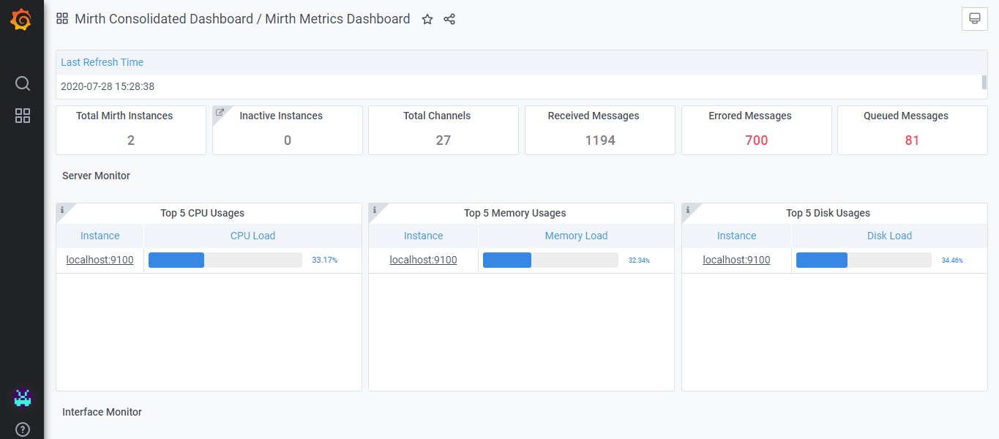 Mirth Consolidated Dashboard / Mirth Metrics Dashboard
Last Refresh Time
2020-07-28 15:28:38
Total Mirth Instances
2
Inactive Instances
0
Total Channels
27
Received Messages
1194
Errored Messages
700
Queued Messages
81
Server Monitor
i
Top 5 CPU Usages
Instance CPU Load
localhost:9100 33.17%
i
Top 5 Memory Usages
Instance Memory Load
localhost:9100 32.34%
i
Top 5 Disk Usages
Instance Disk Load
localhost:9100 34.46%
Interface Monitor
?